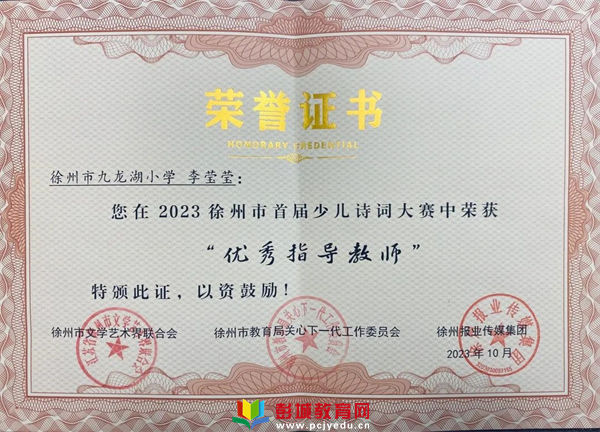 荣誉证书
HONORARY CREDENTIAL
徐州市九龙湖小学 李莹莹：
您在2023徐州市首届少儿诗词大赛中荣获
“优秀指导教师”
特颁此证，以资鼓励！
徐州市文学艺术界联合会 徐州市教育局关心下一代工作委员会 徐州报业传媒集团
2023年10月
彭城教育网
www.pcjyedu.cn